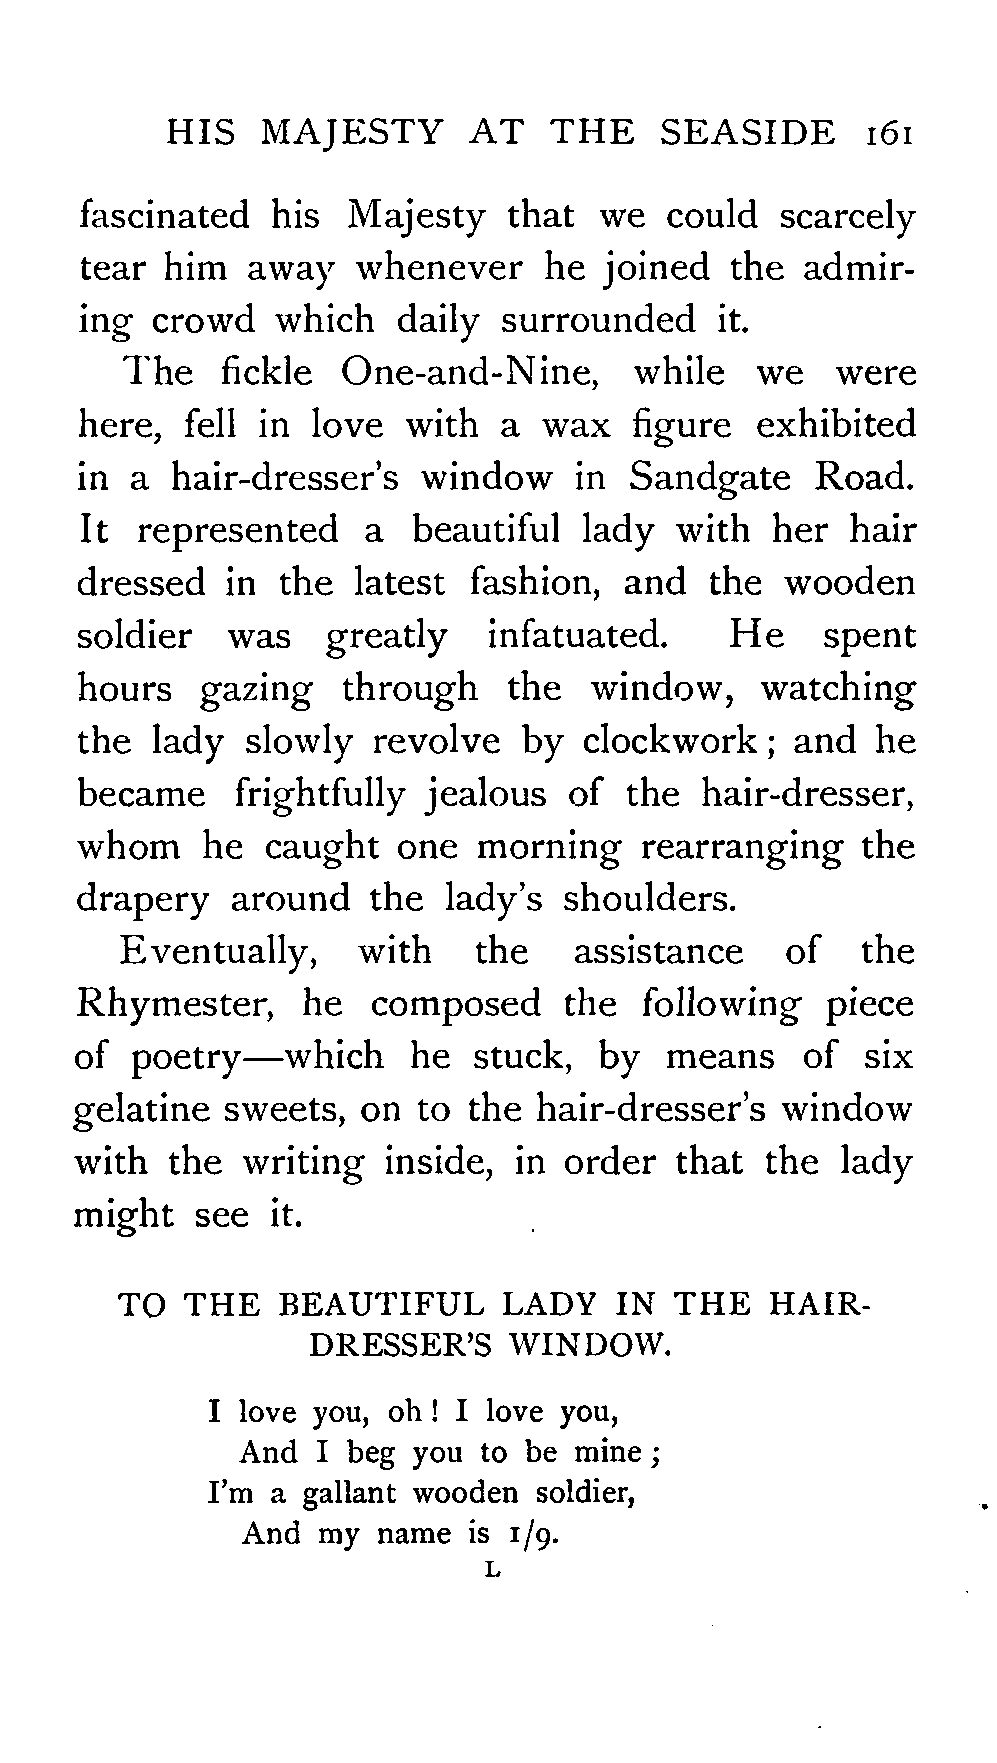 HIS MAJESTY AT THE SEASIDE 161
fascinated his Majesty that we could scarcely
tear him away whenever he joined the admir-
ing crowd which daily surrounded it.
The fickle One-and-Nine, while we were
here, fell in love with a wax figure exhibited
in a hair-dresser's window in Sandgate Road.
It represented a beautiful lady with her hair
dressed in the latest fashion, and the wooden
soldier was greatly infatuated. He spent
hours gazing through the window, watching
the lady slowly revolve by clockwork; and he
became frightfully jealous of the hair-dresser,
whom he caught one morning rearranging the
drapery around the lady's shoulders.
Eventually, with the assistance of the
Rhymester, he composed the following piece
of poetry—which he stuck, by means of six
gelatine sweets, on to the hair-dresser's window
with the writing inside, in order that the lady
might see it.
TO THE BEAUTIFUL LADY IN THE HAIR-
DRESSER'S WINDOW.
I love you, oh! I love you,
And I beg you to be mine;
I'm a gallant wooden soldier,
And my name is 1/9.
L